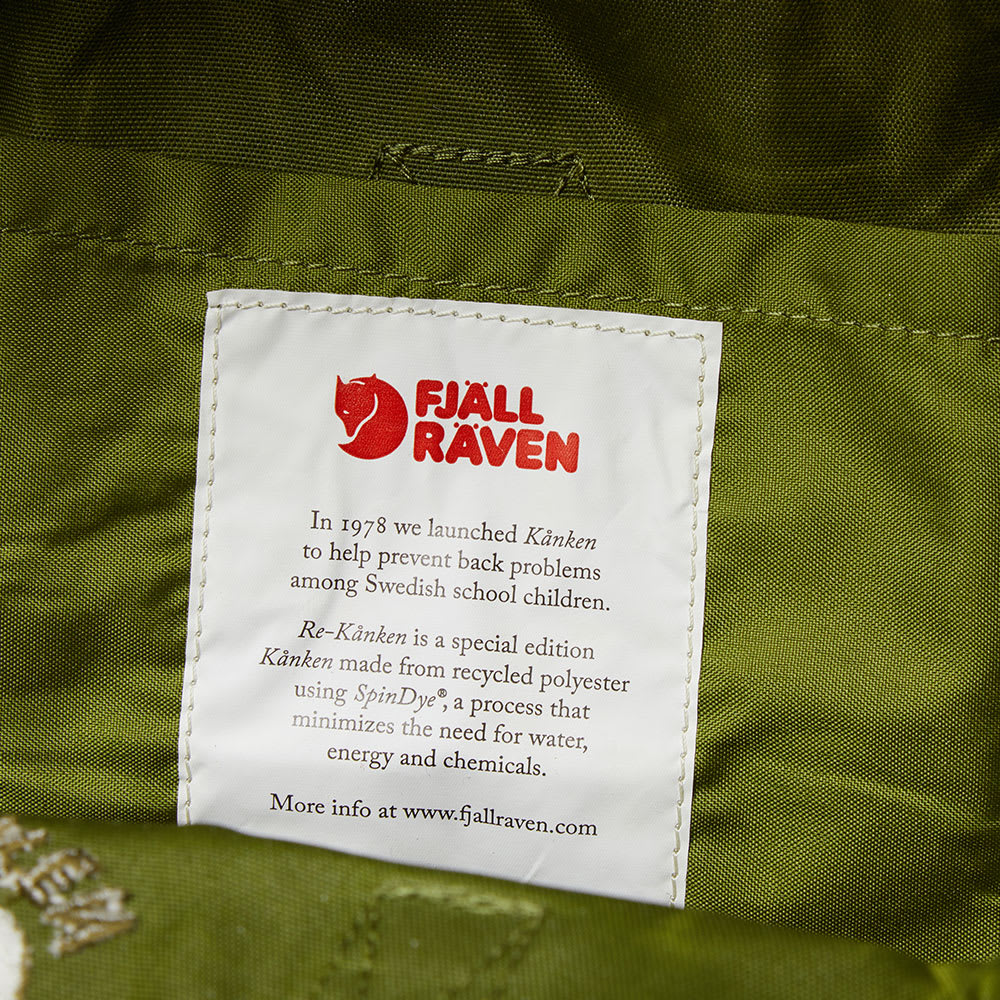 FJÄLL
RÄVEN
In 1978 we launched Kånken
to help prevent back problems
among Swedish school children.
Re-Kånken is a special edition
Kånken made from recycled polyester
using SpinDye®, a process that
minimizes the need for water,
energy and chemicals.
More info at www.fjallraven.com